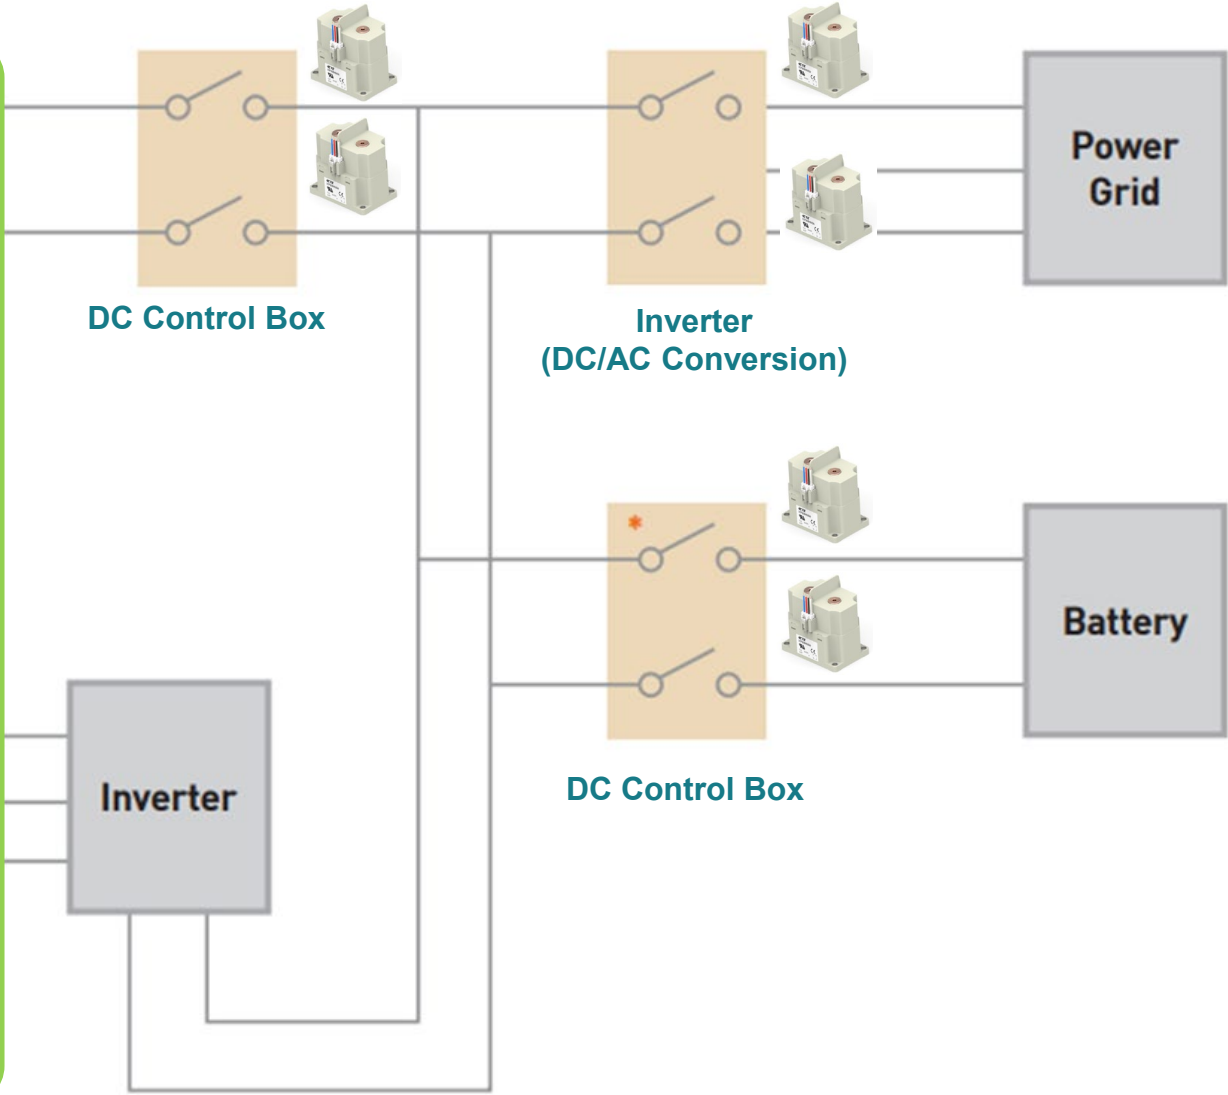 Power
Grid
DC Control Box
Inverter
(DC/AC Conversion)
*
Battery
DC Control Box
Inverter